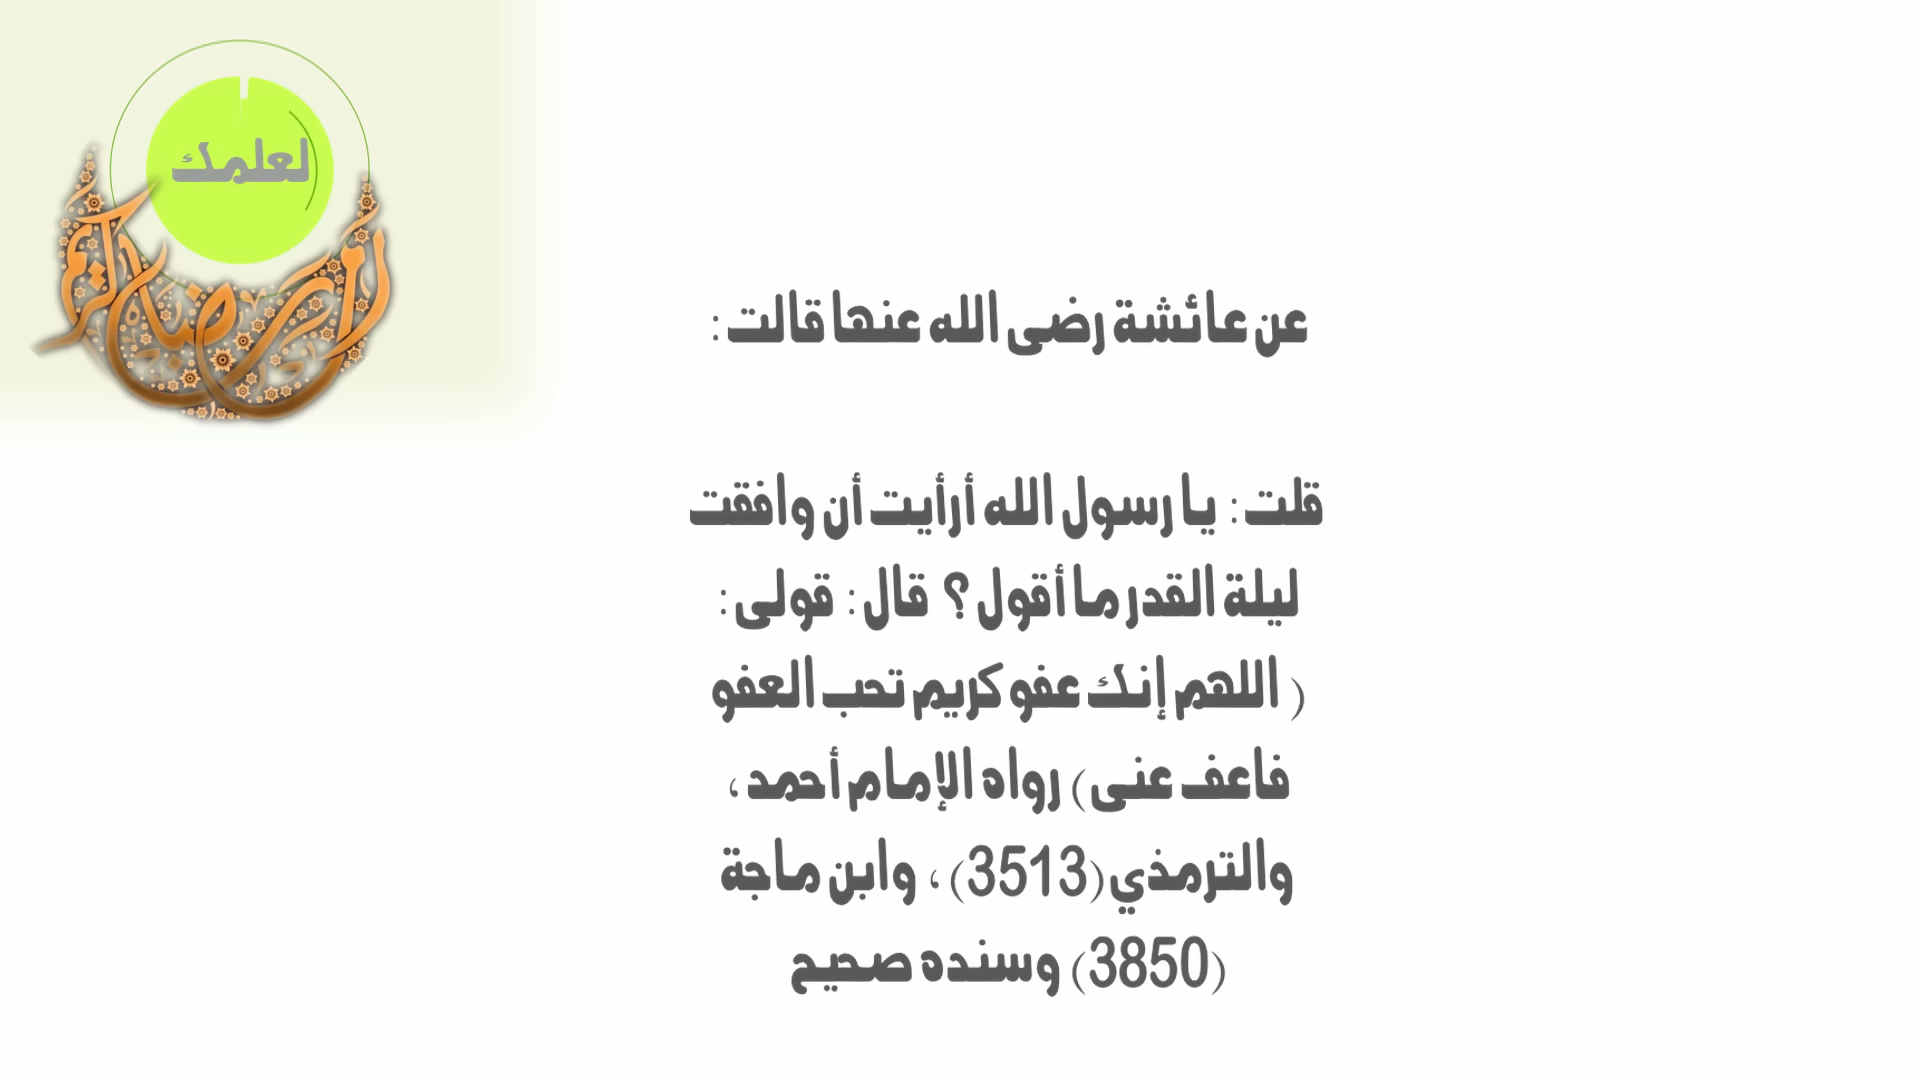 لعلمك
رمضان كريم
عن عائشة رضى الله عنها قالت :
قلت : يا رسول الله أرأيت أن وافقت
ليلة القدر ما أقول ؟ قال : قولى :
( اللهم إنك عفو كريم تحب العفو
فاعف عنى ) رواه الإمام أحمد ،
والترمذي (3513) ، وابن ماجة
(3850) وسنده صحيح